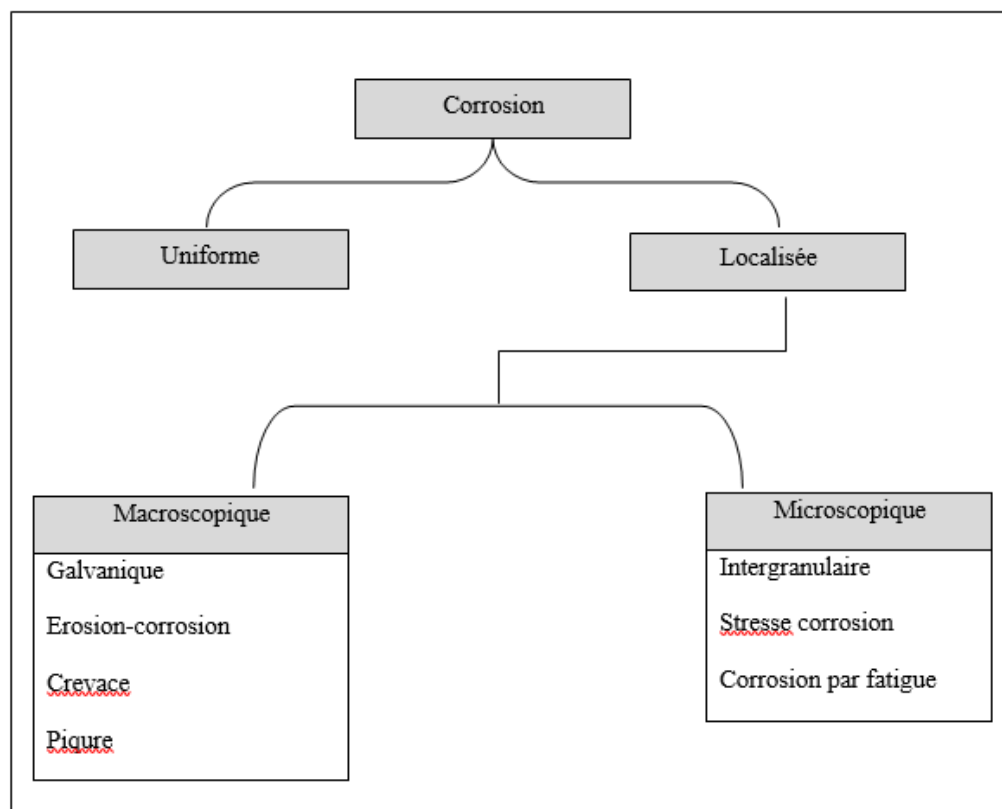 Corrosion
Uniforme
Localisée
Macroscopique
Galvanique
Erosion-corrosion
Crevace
Piqure
Microscopique
Intergranulaire
Stresse corrosion
Corrosion par fatigue